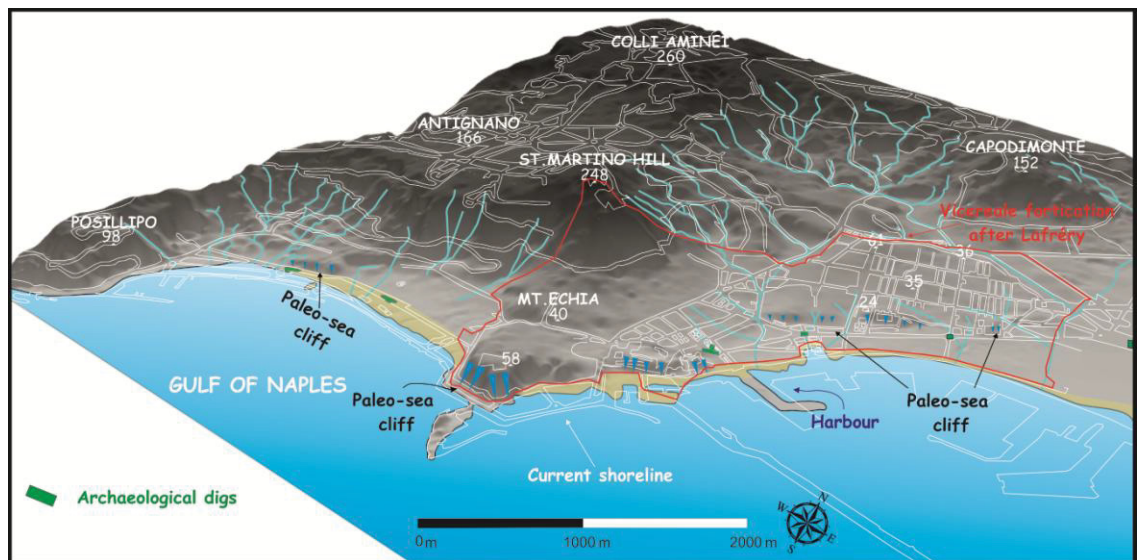 COLLI AMINEI
260
ANTIGNANO
166
ST.MARTINO HILL
248
CAPODIMONTE
152
POSILLIPO
98
Vicereale fortication
after Lafréry
61
36
35
24
MT.ECHIA
40
58
Paleo-sea
cliff
GULF OF NAPLES
Paleo-sea
cliff
Harbour
Paleo-sea
cliff
Current shoreline
Archaeological digs
N
W
E
S
0m
1000 m
2000 m